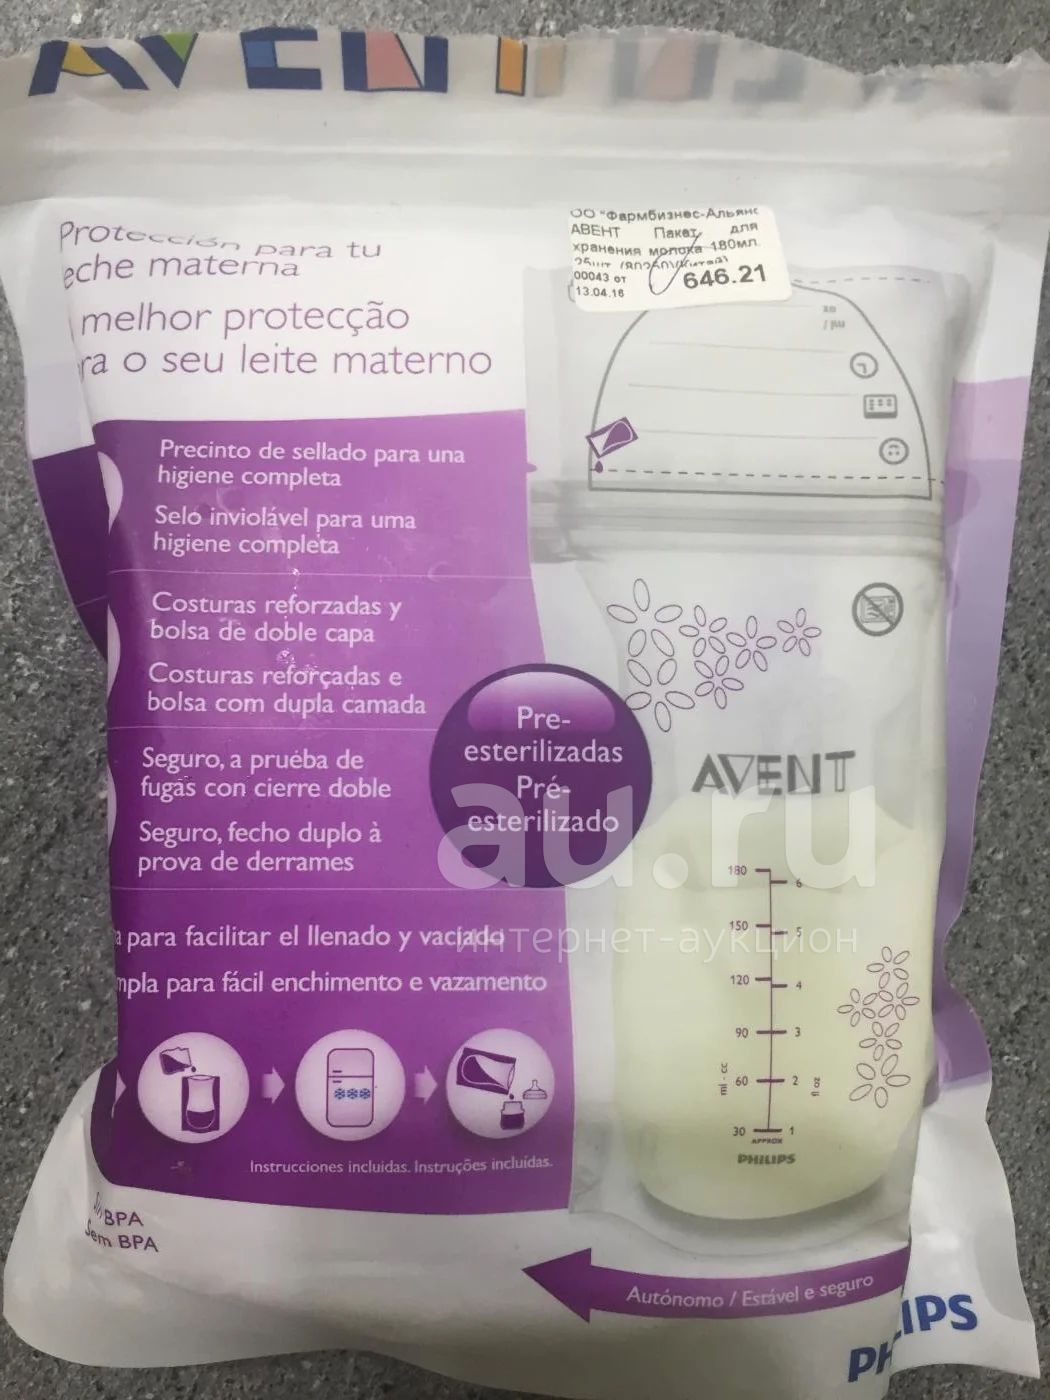 AVENT
Protección para tu
leche materna
melhor protecção
ra o seu leite materno
ОО "Фармбизнес-Альянс
АВЕНТ Пакет для
хранения молока 180мл.
25шт
00043 от
13.04.16
646.21
Precinto de sellado para una
higiene completa
Selo inviolável para uma
higiene completa
Costuras reforzadas y
bolsa de doble capa
Costuras reforçadas e
bolsa com dupla camada
Seguro, a prueba de
fugas con cierre doble
Seguro, fecho duplo à
prova de derrames
Pre-
esterilizadas
Pré-
esterilizado
a para facilitar el llenado y vaciado
mpla para fácil enchimento e vazamento
Instrucciones incluidas. Instruções incluídas.
BPA
Sem BPA
AVENT
180
6
150
5
120
4
90
3
60
2
ml - cc
fl oz
30
1
APPROX
PHILIPS
Autónomo / Estável e seguro
PH
LIPS
au.ru
интернет-аукцион